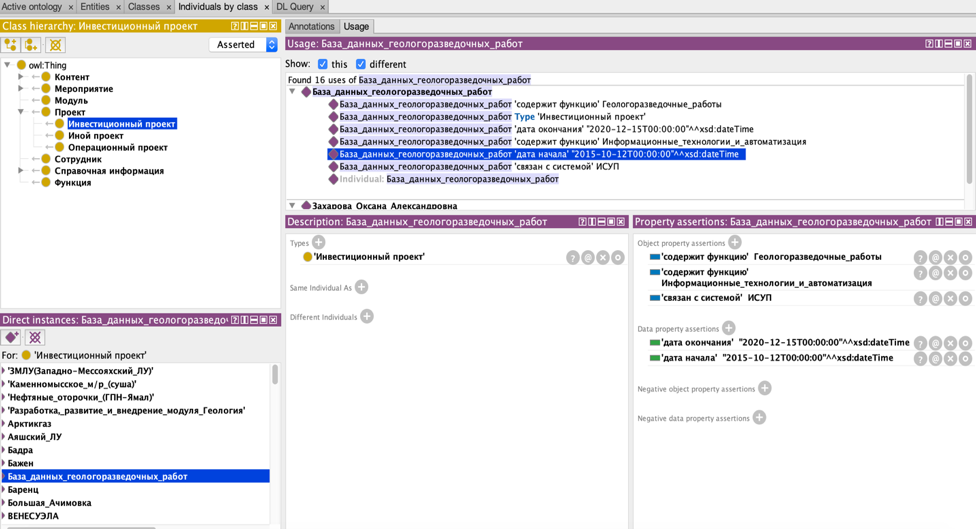 Active ontology × Entities × Classes × Individuals by class × DL Query ×
Class hierarchy: Инвестиционный проект
Asserted
owl:Thing
Контент
Мероприятие
Модуль
Проект
Инвестиционный проект
Иной проект
Операционный проект
Сотрудник
Справочная информация
Функция
Annotations Usage
Usage: База_данных_геологоразведочных_работ
Show: this different
Found 16 uses of База_данных_геологоразведочных_работ
База_данных_геологоразведочных_работ
База_данных_геологоразведочных_работ 'содержит функцию' Геологоразведочные_работы
База_данных_геологоразведочных_работ Type 'Инвестиционный проект'
База_данных_геологоразведочных_работ 'дата окончания' "2020-12-15T00:00:00"^^xsd:dateTime
База_данных_геологоразведочных_работ 'содержит функцию' Информационные_технологии_и_автоматизация
База_данных_геологоразведочных_работ 'дата начала' "2015-10-12T00:00:00"^^xsd:dateTime
База_данных_геологоразведочных_работ 'связан с системой' ИСУП
Individual: База_данных_геологоразведочных_работ
Захарова_Оксана_Александровна
Direct instances: База_данных_геологоразведо
For: 'Инвестиционный проект'
'ЗМЛУ(Западно-Мессояхский_ЛУ)'
'Каменномысское_м/р_(суша)'
'Нефтяные_оторочки_(ГПН-Ямал)'
'Разработка,_развитие_и_внедрение_модуля_Геология'
Арктикгаз
Аяшский_ЛУ
Бадра
Бажен
База_данных_геологоразведочных_работ
Баренц
Большая_Ачимовка
ВЕНЕСУЭЛА
Description: База_данных_геологоразведочных_работ
Types
'Инвестиционный проект'
Same Individual As
Different Individuals
Property assertions: База_данных_геологоразведочных_работ
Object property assertions
'содержит функцию' Геологоразведочные_работы
'содержит функцию'
Информационные_технологии_и_автоматизация
'связан с системой' ИСУП
Data property assertions
'дата окончания' "2020-12-15T00:00:00"^^xsd:dateTime
'дата начала' "2015-10-12T00:00:00"^^xsd:dateTime
Negative object property assertions
Negative data property assertions